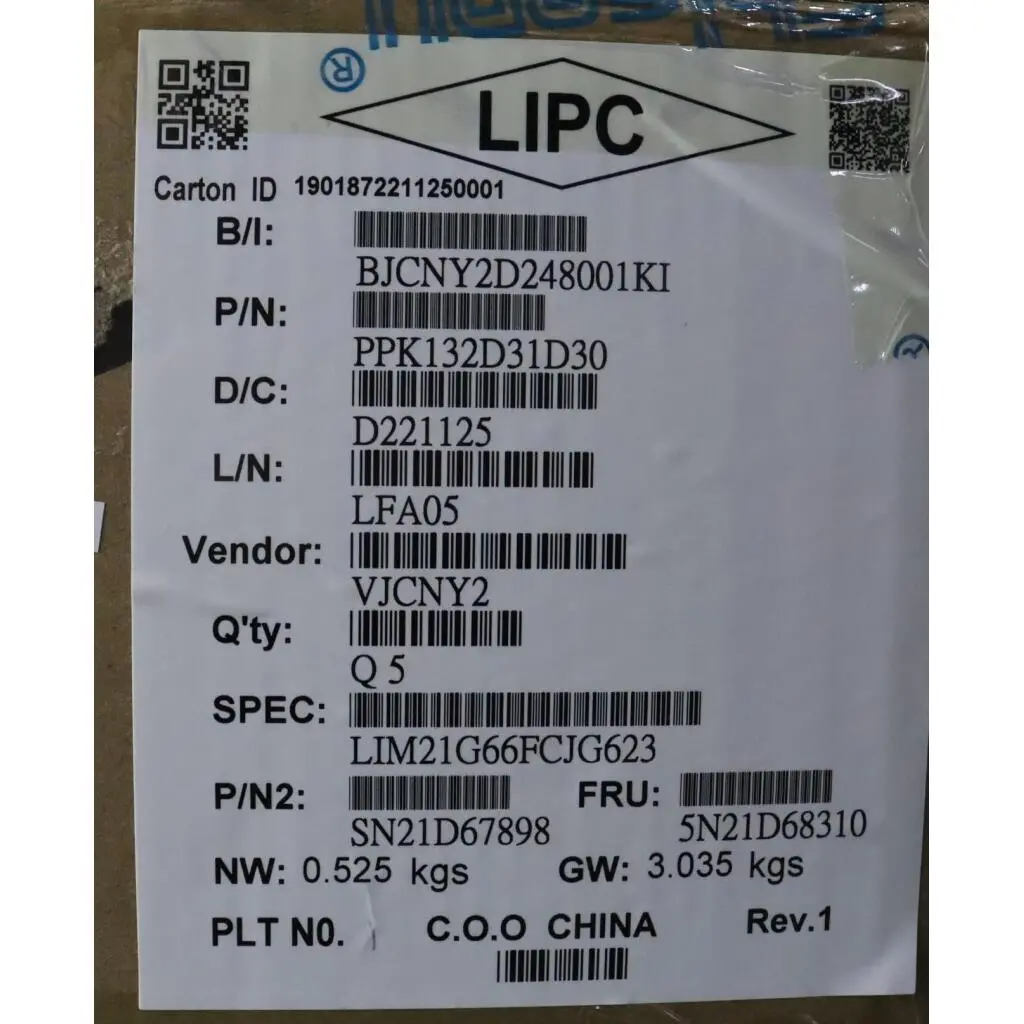 ®
LIPC
Carton ID 1901872211250001
B/I:
BJCNY2D248001KI
P/N:
PPK132D31D30
D/C:
D221125
L/N:
LFA05
Vendor:
VJCNY2
Q'ty:
Q 5
SPEC:
LIM21G66FCJG623
P/N2:
FRU:
SN21D67898
5N21D68310
NW: 0.525 kgs GW: 3.035 kgs
PLT N0. C.O.O CHINA Rev.1
®